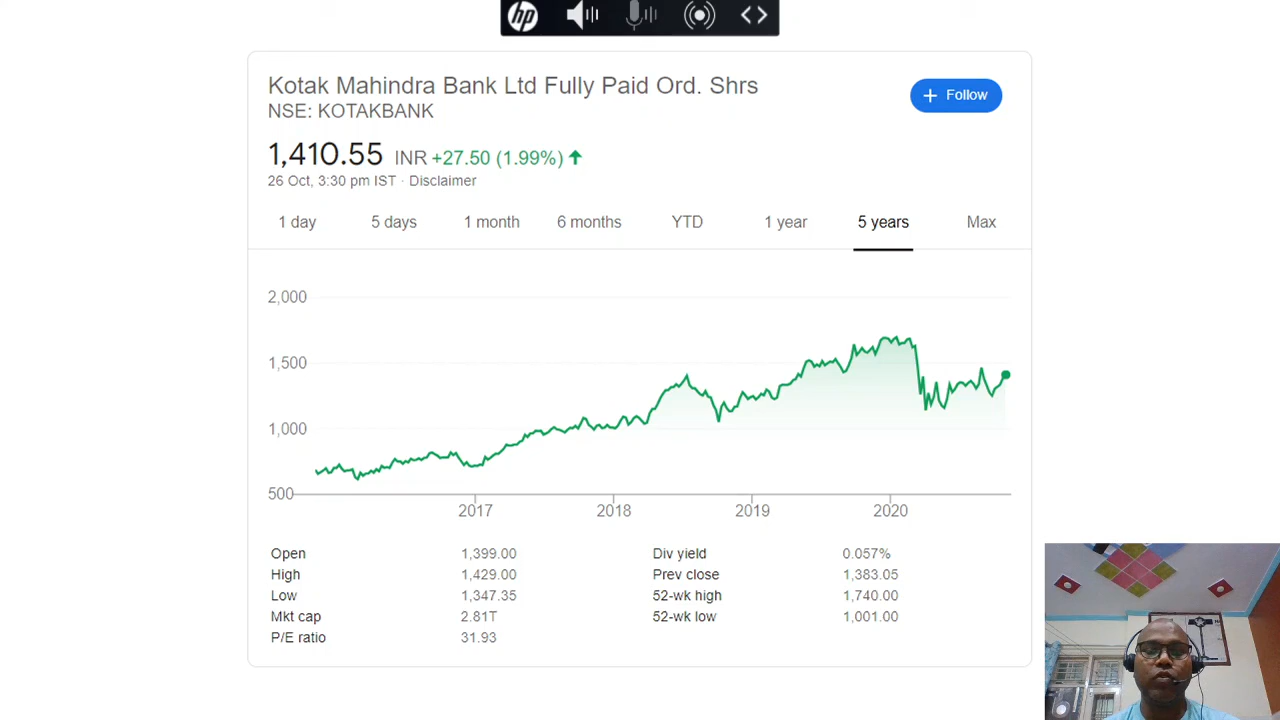 hp
Kotak Mahindra Bank Ltd Fully Paid Ord. Shrs
NSE: KOTAKBANK
+ Follow
1,410.55 INR +27.50 (1.99%)
26 Oct, 3:30 pm IST · Disclaimer
1 day 5 days 1 month 6 months YTD 1 year 5 years Max
2,000
1,500
1,000
500
2017 2018 2019 2020
Open 1,399.00 Div yield 0.057%
High 1,429.00 Prev close 1,383.05
Low 1,347.35 52-wk high 1,740.00
Mkt cap 2.81T 52-wk low 1,001.00
P/E ratio 31.93